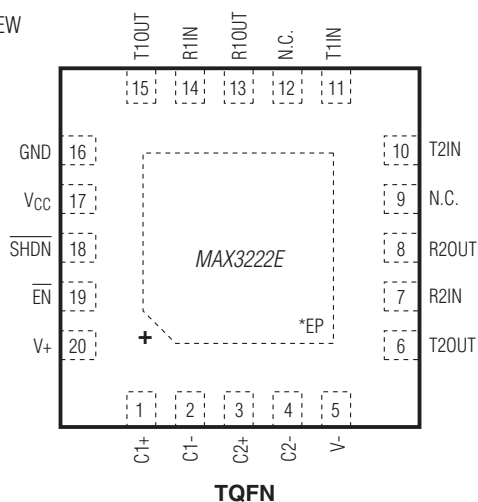 EW
T1OUT
R1IN
R1OUT
N.C.
T1IN
15 14 13 12 11
GND 16
VCC 17
SHDN 18
EN 19
V+ 20
10 T2IN
9 N.C.
8 R2OUT
7 R2IN
6 T2OUT
MAX3222E
*EP
+
1 2 3 4 5
C1+
C1-
C2+
C2-
V-
TQFN